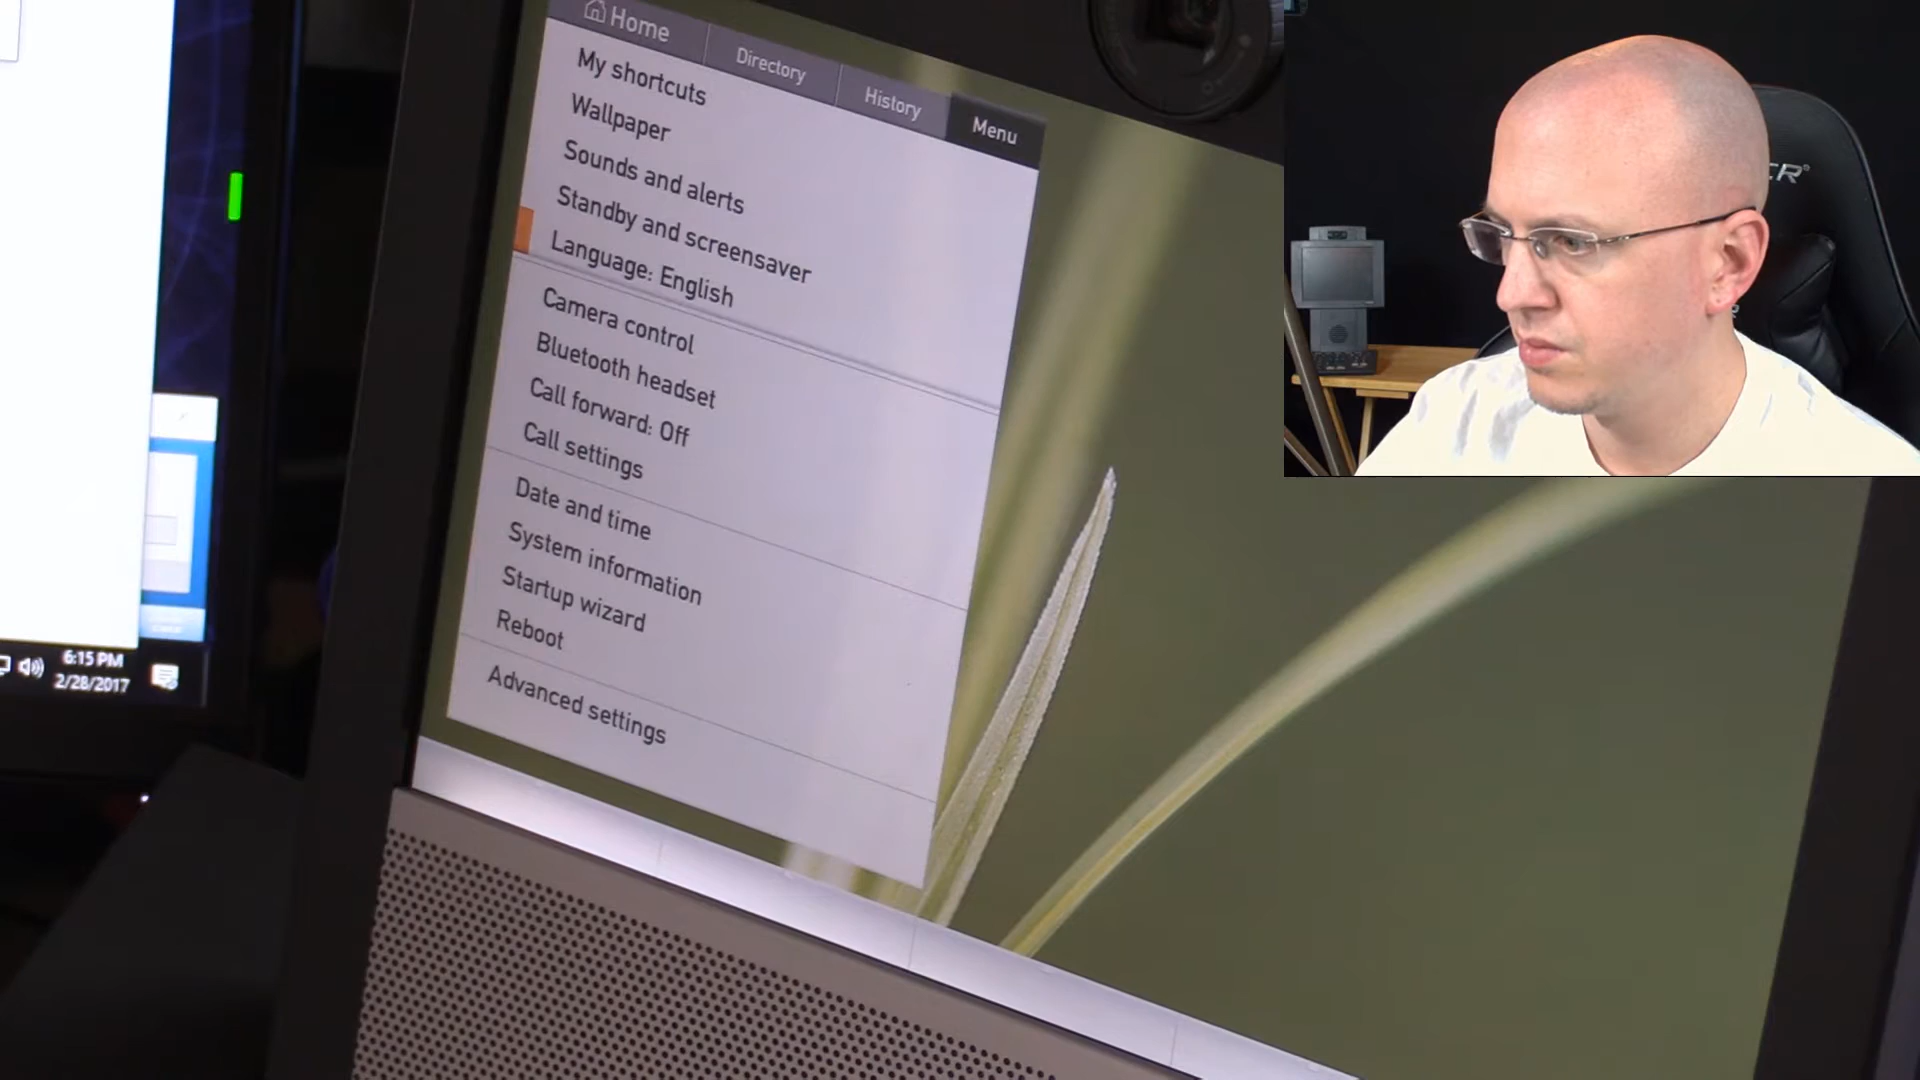 Home
Directory
History
Menu
My shortcuts
Wallpaper
Sounds and alerts
Standby and screensaver
Language: English
Camera control
Bluetooth headset
Call forward: Off
Call settings
Date and time
System information
Startup wizard
Reboot
Advanced settings
6:15 PM
2/28/2017